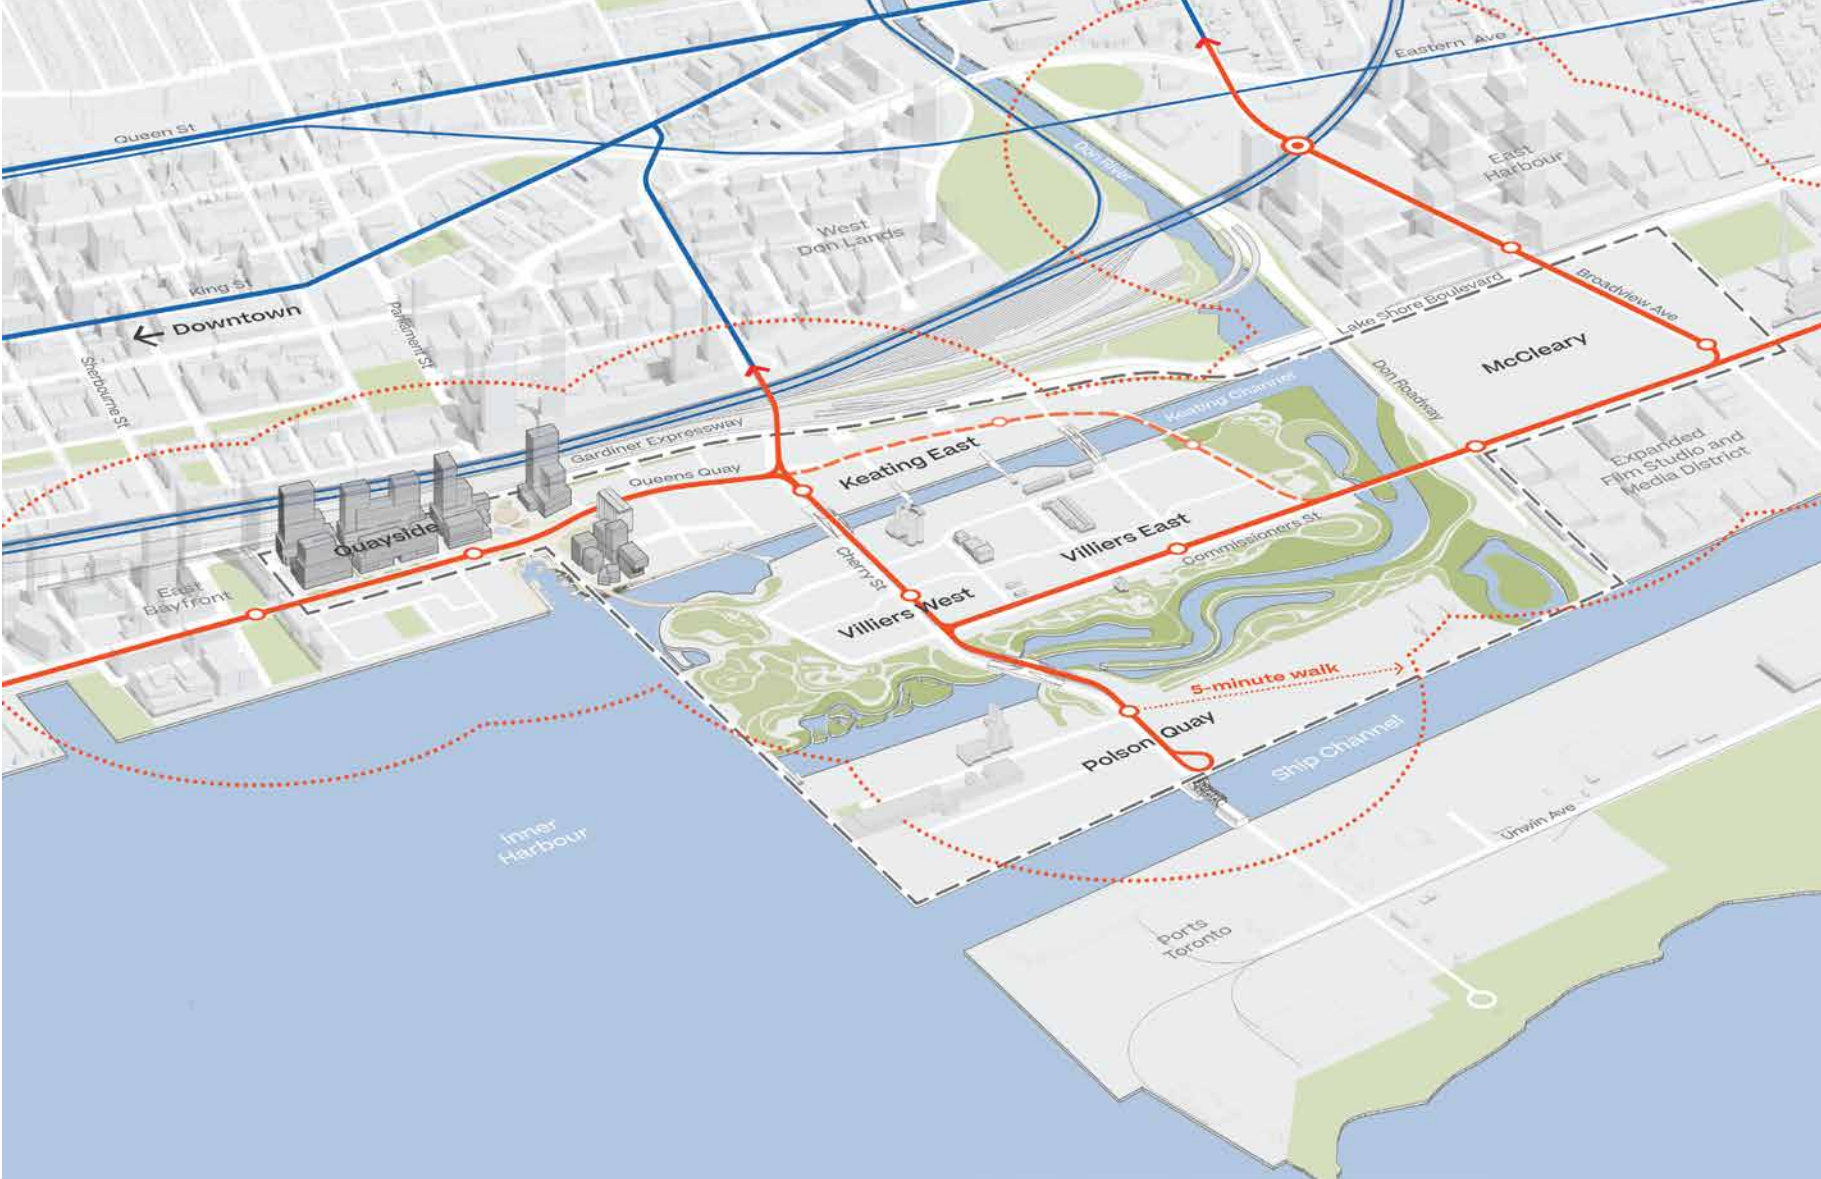 Eastern Ave
Queen St
Don River
East
Harbour
West
Don Lands
King St
← Downtown
Parliament St
Sherbourne St
Lake Shore Boulevard
Broadview Ave
McCleary
Don Roadway
Keating Channel
Gardiner Expressway
Queens Quay
Keating East
Expanded
Film Studio and
Media District
Quayside
Villiers East
Commissioners St
Cherry St
East
Bayfront
Villiers West
5-minute walk
Polson Quay
Ship Channel
Inner
Harbour
Unwin Ave
Ports
Toronto